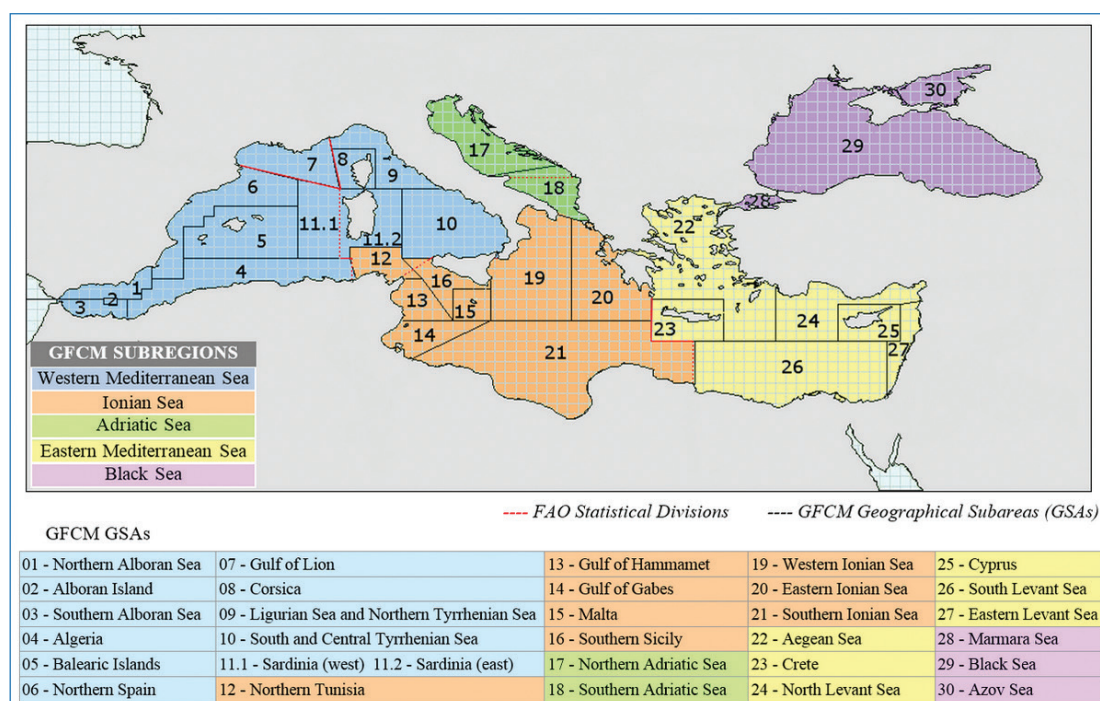 30
29
28
17
18
7
8
9
6
11.1
10
5
11.2
4
12
1
2
3
16
13
15
14
19
20
21
22
23
24
25
26
27
GFCM SUBREGIONS
Western Mediterranean Sea
Ionian Sea
Adriatic Sea
Eastern Mediterranean Sea
Black Sea
---- FAO Statistical Divisions ---- GFCM Geographical Subareas (GSAs)
GFCM GSAs
01 - Northern Alboran Sea
02 - Alboran Island
03 - Southern Alboran Sea
04 - Algeria
05 - Balearic Islands
06 - Northern Spain
07 - Gulf of Lion
08 - Corsica
09 - Ligurian Sea and Northern Tyrrhenian Sea
10 - South and Central Tyrrhenian Sea
11.1 - Sardinia (west) 11.2 - Sardinia (east)
12 - Northern Tunisia
13 - Gulf of Hammamet
14 - Gulf of Gabes
15 - Malta
16 - Southern Sicily
17 - Northern Adriatic Sea
18 - Southern Adriatic Sea
19 - Western Ionian Sea
20 - Eastern Ionian Sea
21 - Southern Ionian Sea
22 - Aegean Sea
23 - Crete
24 - North Levant Sea
25 - Cyprus
26 - South Levant Sea
27 - Eastern Levant Sea
28 - Marmara Sea
29 - Black Sea
30 - Azov Sea